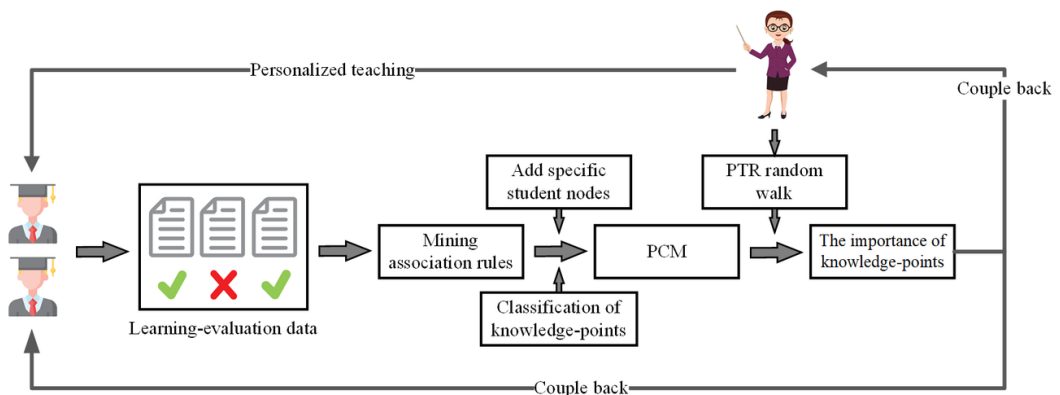 Personalized teaching
Couple back
Add specific
student nodes
PTR random
walk
Mining
association rules
PCM
The importance of
knowledge-points
Classification of
knowledge-points
Learning-evaluation data
Couple back